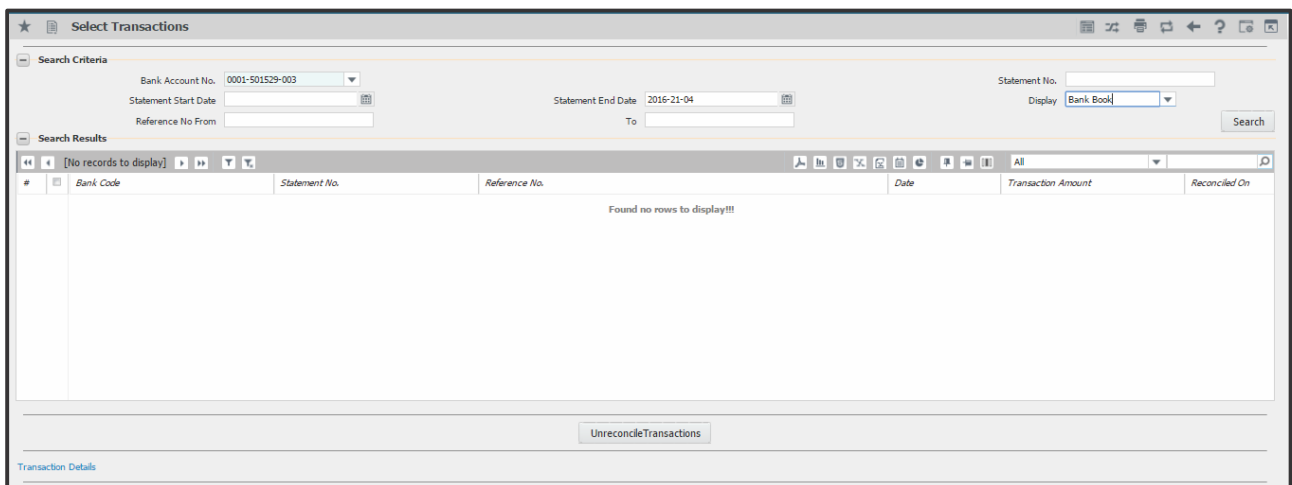 Select Transactions
Search Criteria
Bank Account No. 0001-501529-003 Statement No.
Statement Start Date Statement End Date 2016-21-04 Display Bank Book
Reference No From To Search
Search Results
[No records to display] All
# Bank Code Statement No. Reference No. Date Transaction Amount Reconciled On
Found no rows to display!!!
UnreconcileTransactions
Transaction Details